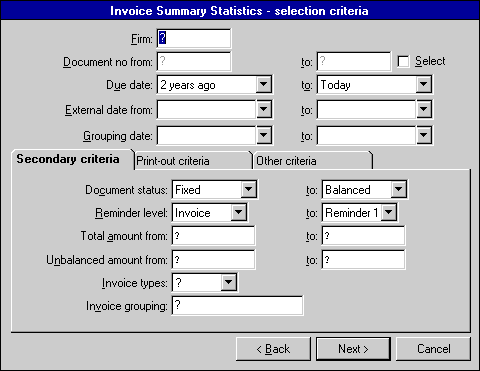 Invoice Summary Statistics - selection criteria
Firm: ?
Document no from: ? to: ? Select
Due date: 2 years ago to: Today
External date from: to:
Grouping date: to:
Secondary criteria Print-out criteria Other criteria
Document status: Fixed to: Balanced
Reminder level: Invoice to: Reminder 1
Total amount from: ? to: ?
Unbalanced amount from: ? to: ?
Invoice types: ?
Invoice grouping: ?
< Back Next > Cancel